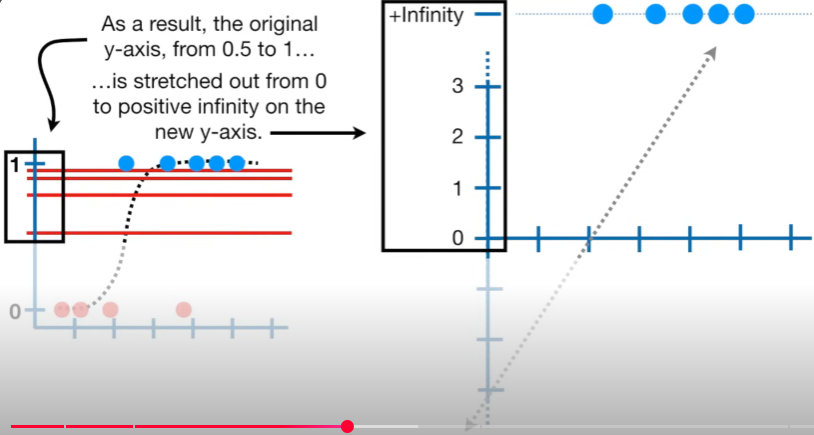 As a result, the original
y-axis, from 0.5 to 1…
…is stretched out from 0
to positive infinity on the
new y-axis.
1
0
+Infinity
3
2
1
0